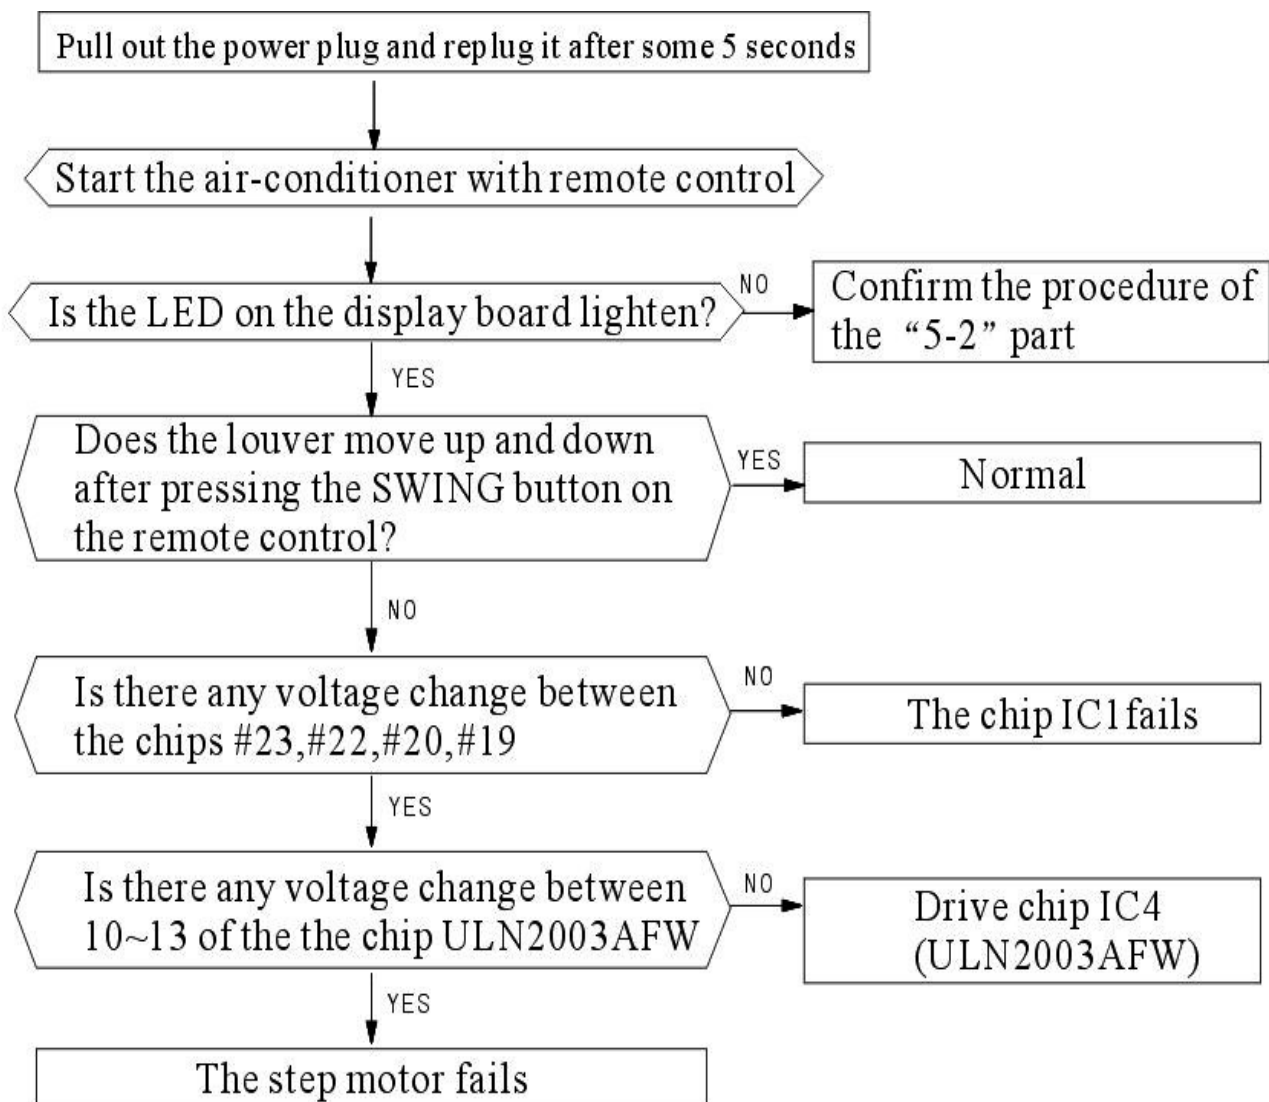 Pull out the power plug and replug it after some 5 seconds
Start the air-conditioner with remote control
Is the LED on the display board lighten?
NO
Confirm the procedure of
the “5-2” part
YES
Does the louver move up and down
after pressing the SWING button on
the remote control?
YES
Normal
NO
Is there any voltage change between
the chips #23,#22,#20,#19
NO
The chip IC1fails
YES
Is there any voltage change between
10~13 of the the chip ULN2003AFW
NO
Drive chip IC4
(ULN2003AFW)
YES
The step motor fails